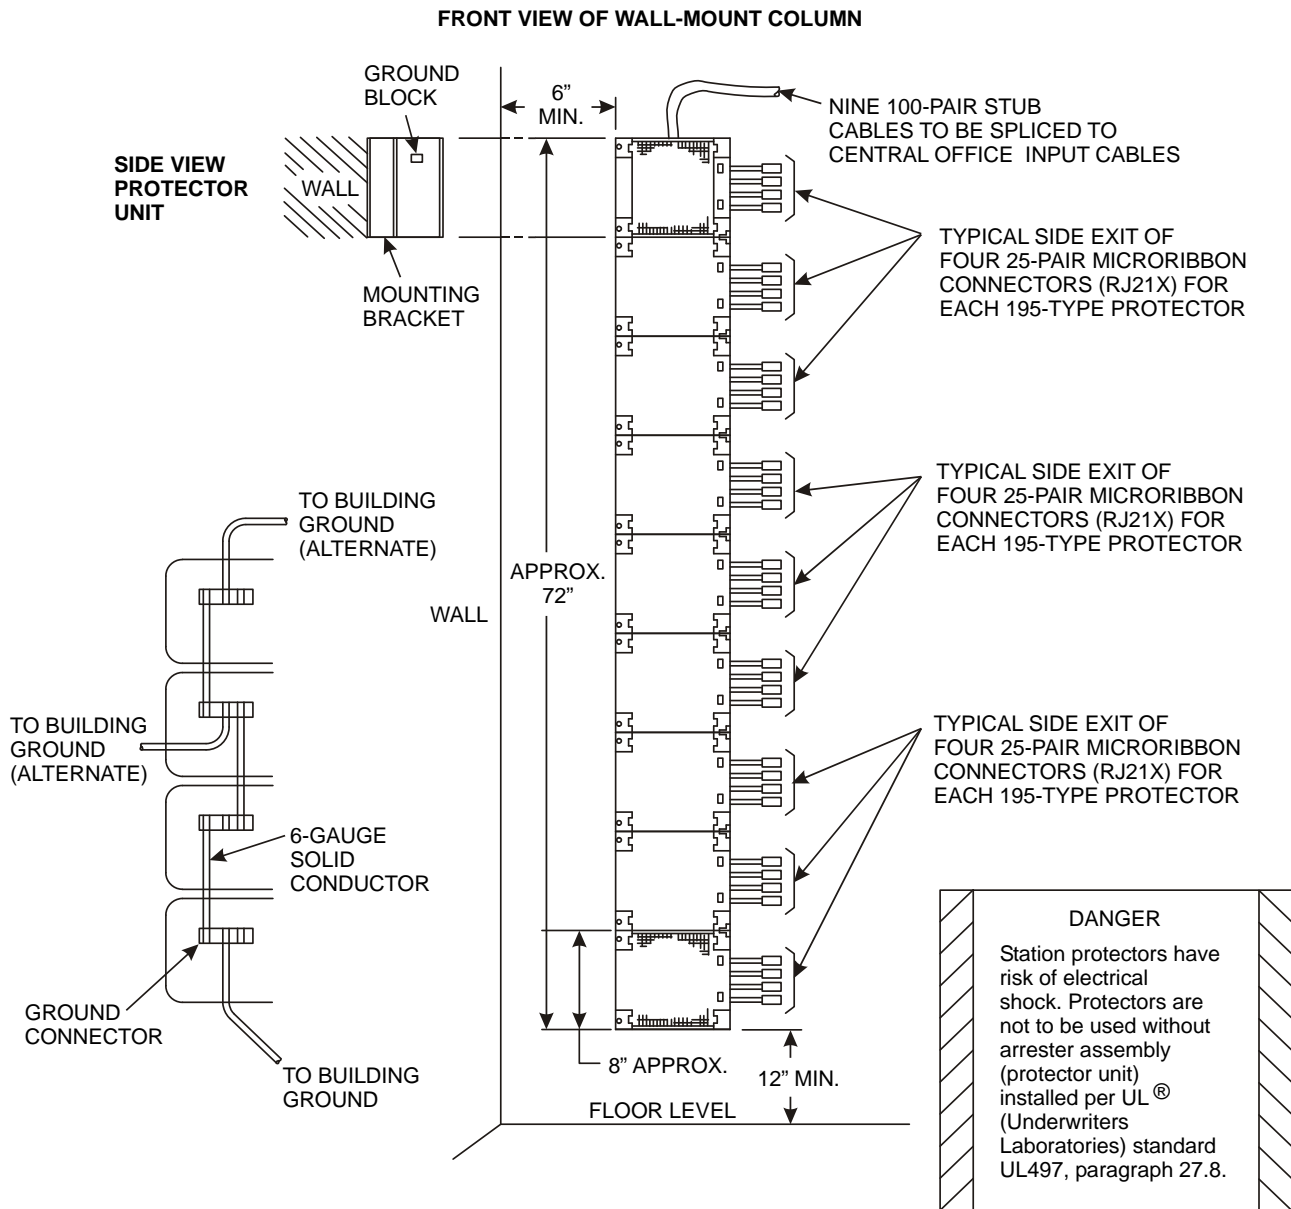 FRONT VIEW OF WALL-MOUNT COLUMN
GROUND
BLOCK
6”
MIN.
NINE 100-PAIR STUB
CABLES TO BE SPLICED TO
CENTRAL OFFICE INPUT CABLES
SIDE VIEW
PROTECTOR
UNIT
WALL
MOUNTING
BRACKET
TYPICAL SIDE EXIT OF
FOUR 25-PAIR MICRORIBBON
CONNECTORS (RJ21X) FOR
EACH 195-TYPE PROTECTOR
TO BUILDING
GROUND
(ALTERNATE)
APPROX.
72”
WALL
TYPICAL SIDE EXIT OF
FOUR 25-PAIR MICRORIBBON
CONNECTORS (RJ21X) FOR
EACH 195-TYPE PROTECTOR
TO BUILDING
GROUND
(ALTERNATE)
6-GAUGE
SOLID
CONDUCTOR
TYPICAL SIDE EXIT OF
FOUR 25-PAIR MICRORIBBON
CONNECTORS (RJ21X) FOR
EACH 195-TYPE PROTECTOR
GROUND
CONNECTOR
TO BUILDING
GROUND
8” APPROX.
12” MIN.
FLOOR LEVEL
DANGER
Station protectors have
risk of electrical
shock. Protectors are
not to be used without
arrester assembly
(protector unit)
installed per UL ®
(Underwriters
Laboratories) standard
UL497, paragraph 27.8.